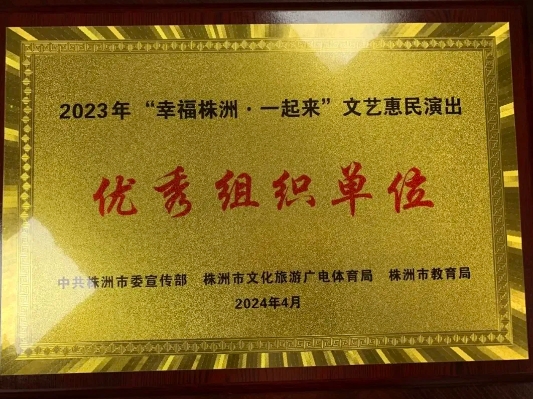 2023年“幸福株洲·一起来”文艺惠民演出
优秀组织单位
中共株洲市委宣传部 株洲市文化旅游广电体育局 株洲市教育局
2024年4月